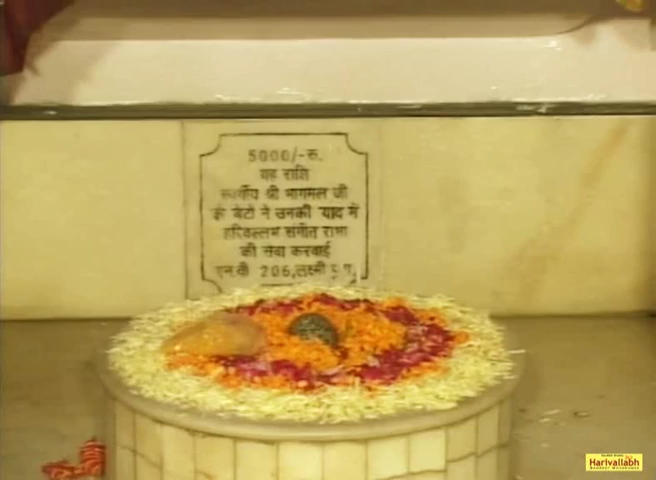 5000/-रु.
यह राशि
स्वर्गीय श्री भागमल जी
के बेटों ने उनकी याद में
हरिवल्लभ संगीत सभा
की सेवा करवाई
एन.वी. 206, लक्ष्मी
Harivallabh